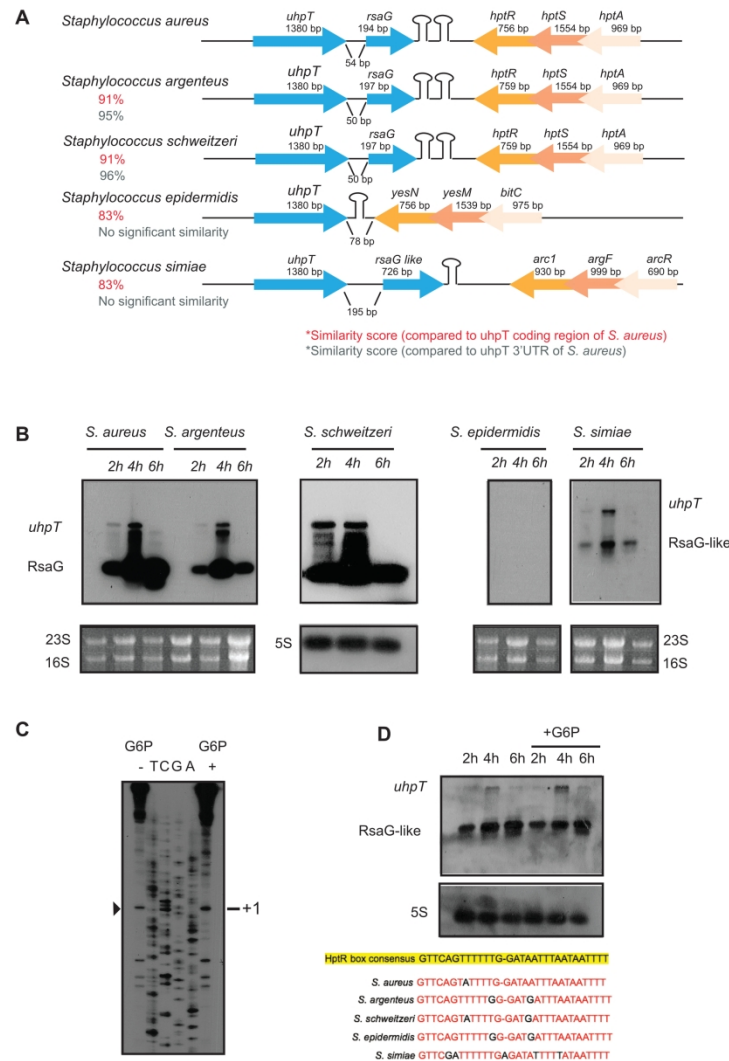 A
Staphylococcus aureus
uhpT rsaG hptR hptS hptA
1380 bp 194 bp 756 bp 1554 bp 969 bp
54 bp
Staphylococcus argenteus
91%
95%
uhpT rsaG hptR hptS hptA
1380 bp 197 bp 759 bp 1554 bp 969 bp
50 bp
Staphylococcus schweitzeri
91%
96%
uhpT rsaG hptR hptS hptA
1380 bp 197 bp 759 bp 1554 bp 969 bp
50 bp
Staphylococcus epidermidis
83%
No significant similarity
uhpT yesN yesM bitC
1380 bp 756 bp 1539 bp 975 bp
78 bp
Staphylococcus simiae
83%
No significant similarity
uhpT rsaG like arc1 argF arcR
1380 bp 726 bp 930 bp 999 bp 690 bp
195 bp
*Similarity score (compared to uhpT coding region of S. aureus)
*Similarity score (compared to uhpT 3'UTR of S. aureus)
B
S. aureus S. argenteus S. schweitzeri S. epidermidis S. simiae
2h 4h 6h 2h 4h 6h 2h 4h 6h 2h 4h 6h 2h 4h 6h
uhpT uhpT
RsaG RsaG-like
23S 5S 23S
16S 16S
C
G6P G6P
- TCG A +
+1
D
+G6P
2h 4h 6h 2h 4h 6h
uhpT
RsaG-like
5S
HptR box consensus GTTCAGTTTTTTG-GATAATTTAATAATTTT
S. aureus GTTCAGTATTTTG-GATAATTTAATAATTTT
S. argenteus GTTCAGTTTTTGG-GATGATTTAATAATTTT
S. schweitzeri GTTCAGTATTTTG-GATGATTTAATAATTTT
S. epidermidis GTTCAGTTTTTGG-GATGATTTAATAATTTT
S. simiae GTTCGATTTTTTGAGATATTTTTATAATTTT